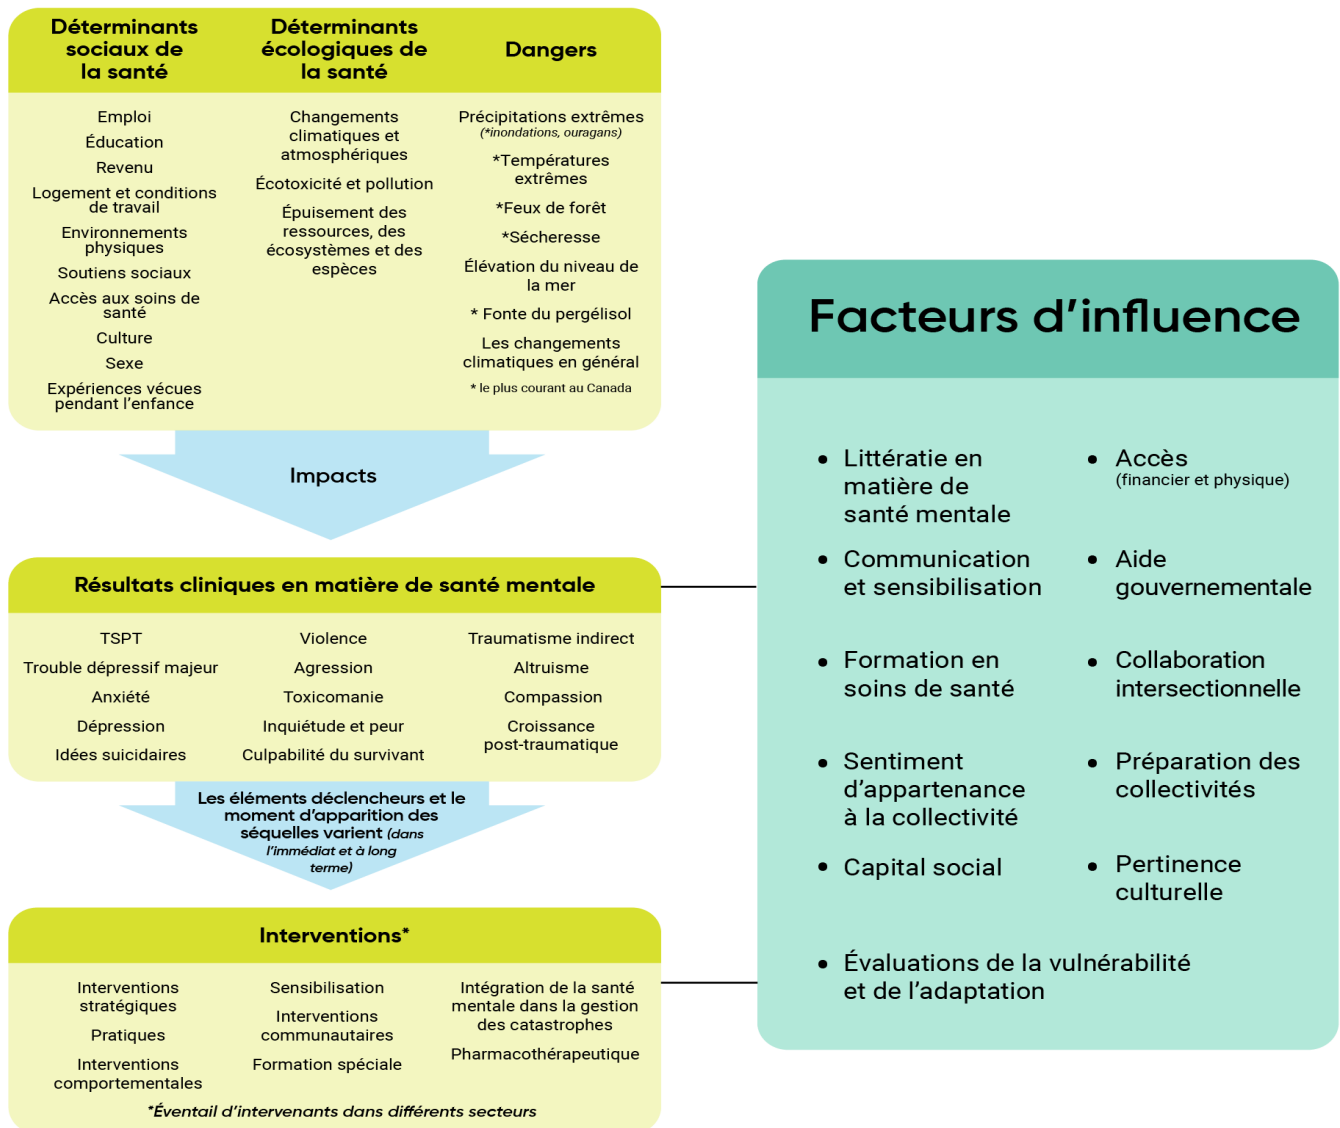 Déterminants
sociaux de
la santé
Emploi
Éducation
Revenu
Logement et conditions
de travail
Environnements
physiques
Soutiens sociaux
Accès aux soins de
santé
Culture
Sexe
Expériences vécues
pendant l’enfance
Déterminants
écologiques de
la santé
Changements
climatiques et
atmosphériques
Écotoxicité et pollution
Épuisement des
ressources, des
écosystèmes et des
espèces
Dangers
Précipitations extrêmes
(*inondations, ouragans)
*Températures
extrêmes
*Feux de forêt
*Sécheresse
Élévation du niveau de
la mer
* Fonte du pergélisol
Les changements
climatiques en général
* le plus courant au Canada
Impacts
Résultats cliniques en matière de santé mentale
TSPT
Trouble dépressif majeur
Anxiété
Dépression
Idées suicidaires
Violence
Agression
Toxicomanie
Inquiétude et peur
Culpabilité du survivant
Traumatisme indirect
Altruisme
Compassion
Croissance
post-traumatique
Les éléments déclencheurs et le
moment d’apparition des
séquelles varient (dans
l’immédiat et à long
terme)
Interventions*
Interventions
stratégiques
Pratiques
Interventions
comportementales
Sensibilisation
Interventions
communautaires
Formation spéciale
Intégration de la santé
mentale dans la gestion
des catastrophes
Pharmacothérapeutique
*Éventail d’intervenants dans différents secteurs
Facteurs d’influence
• Littératie en
matière de
santé mentale
• Communication
et sensibilisation
• Formation en
soins de santé
• Sentiment
d’appartenance
à la collectivité
• Capital social
• Accès
(financier et physique)
• Aide
gouvernementale
• Collaboration
intersectionnelle
• Préparation des
collectivités
• Pertinence
culturelle
• Évaluations de la vulnérabilité
et de l’adaptation